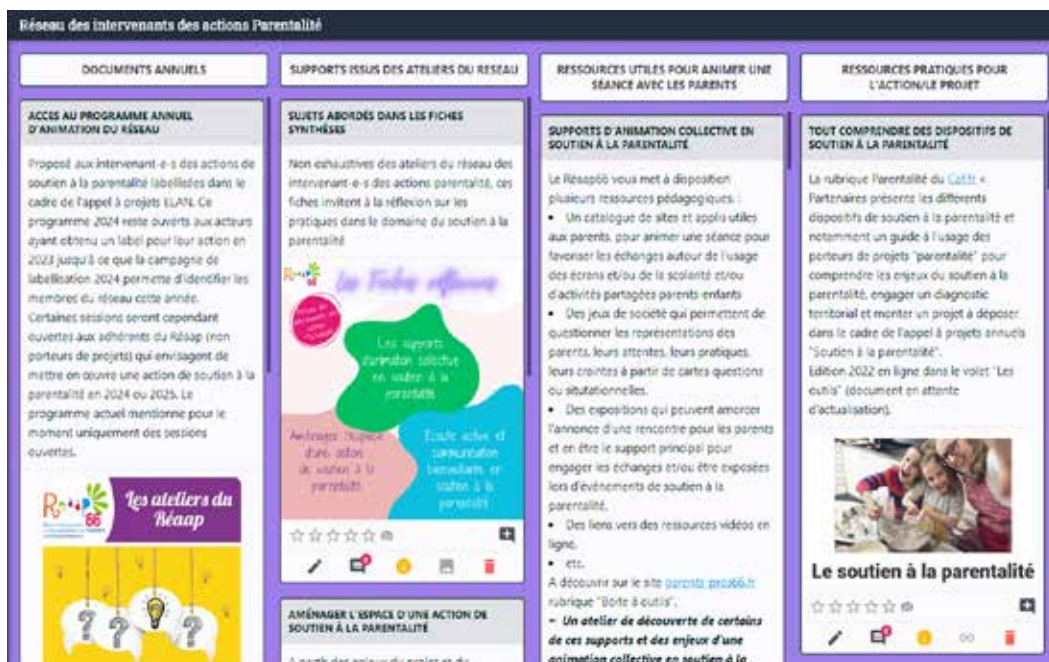 Réseau des intervenants des actions Parentalité
DOCUMENTS ANNUELS
ACCES AU PROGRAMME ANNUEL
D'ANIMATION DU RÉSEAU
Proposé aux intervenant-e-s des actions de
soutien à la parentalité labellisées dans le
cadre de l'appel à projets ELAN. Ce
programme 2024 reste ouverts aux acteurs
ayant obtenu un label pour leur action en
2023 jusqu'à ce que la campagne de
labellisation 2024 permette d'identifier les
membres du réseau cette année.
Certaines sessions seront cependant
ouvertes aux adhérents du Réaap (non
porteurs de projets) qui envisagent de
mettre en œuvre une action de soutien à la
parentalité en 2024 ou 2025. Le
programme actuel mentionne pour le
moment uniquement des sessions
ouvertes.
66
Les ateliers du
Réaap
SUPPORTS ISSUS DES ATELIERS DU RESEAU
SUJETS ABORDÉS DANS LES FICHES
SYNTHÈSES
Non exhaustives des ateliers du réseau des
intervenant-e-s des actions parentalité, ces
fiches invitent à la réflexion sur les
pratiques dans le domaine du soutien à la
parentalité
66
Les Fiches réflexives
Les supports
d'animation collective
en soutien à la
parentalité
Aménager l'espace
d'une action
de soutien à la
parentalité
Ecoute active et
communication
bienveillante en
soutien à la
parentalité
AMÉNAGER L'ESPACE D'UNE ACTION DE
SOUTIEN À LA PARENTALITÉ
A partir des enjeux du projet et du
RESSOURCES UTILES POUR ANIMER UNE
SÉANCE AVEC LES PARENTS
SUPPORTS D'ANIMATION COLLECTIVE EN
SOUTIEN À LA PARENTALITÉ
Le Réaap66 vous met à disposition
plusieurs ressources pédagogiques :
• Un catalogue de sites et applis utiles
aux parents, pour animer une séance pour
favoriser les échanges autour de l'usage
des écrans et/ou de la scolarité et/ou
d'activités partagées parents-enfants
• Des jeux de société qui permettent de
questionner les représentations des
parents, leurs attentes, leurs pratiques,
leurs craintes à partir de cartes questions
ou situtationnelles.
• Des expositions qui peuvent amorcer
l'annonce d'une rencontre pour les parents
et en être le support principal pour
engager les échanges et/ou être exposées
lors d'évènements de soutien à la
parentalité.
• Des liens vers des ressources vidéos en
ligne.
• etc.
A découvrir sur le site parents_pros66.fr
rubrique "Boite à outils".
- Un atelier de découverte de certains
de ces supports et des enjeux d'une
animation collective en soutien à la
RESSOURCES PRATIQUES POUR
L'ACTION/LE PROJET
TOUT COMPRENDRE DES DISPOSITIFS DE
SOUTIEN À LA PARENTALITÉ
La rubrique Parentalité du Caf.fr «
Partenaires présente les différents
dispositifs de soutien à la parentalité et
notamment un guide à l'usage des
porteurs de projets "parentalité" pour
comprendre les enjeux du soutien à la
parentalité, engager un diagnostic
territorial et monter un projet à déposer
dans le cadre de l'appel à projets annuels
"Soutien à la parentalité".
Edition 2022 en ligne dans le volet "Les
outils" (document en attente
d'actualisation).
Le soutien à la parentalité